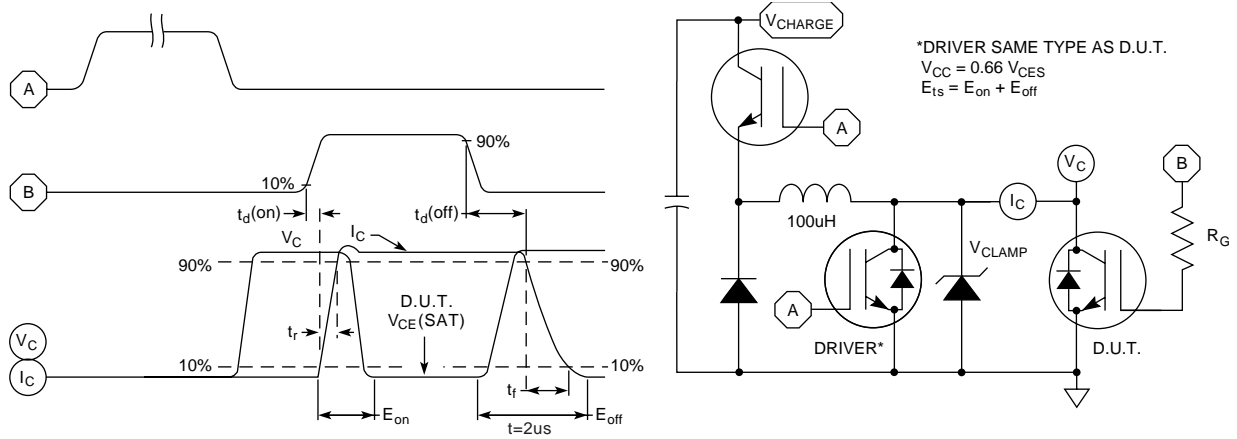 A
B
10%
90%
td(on)
td(off)
VC
IC
90%
90%
D.U.T.
VCE(SAT)
tr
VC
10%
10%
IC
tf
Eon
Eoff
t=2us
VCHARGE
*DRIVER SAME TYPE AS D.U.T.
VCC = 0.66 VCES
Ets = Eon + Eoff
A
VC
B
100uH
IC
RG
VCLAMP
A
DRIVER*
D.U.T.